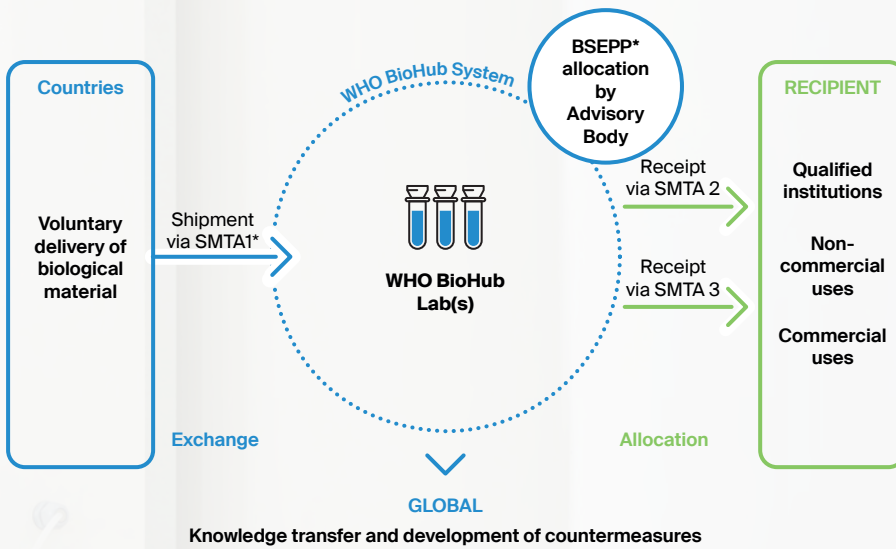 Countries
Voluntary
delivery of
biological
material
Shipment
via SMTA1*
Exchange
WHO BioHub System
BSEPP*
allocation
by
Advisory
Body
WHO BioHub
Lab(s)
Receipt
via SMTA 2
Receipt
via SMTA 3
Allocation
RECIPIENT
Qualified
institutions
Non-
commercial
uses
Commercial
uses
GLOBAL
Knowledge transfer and development of countermeasures